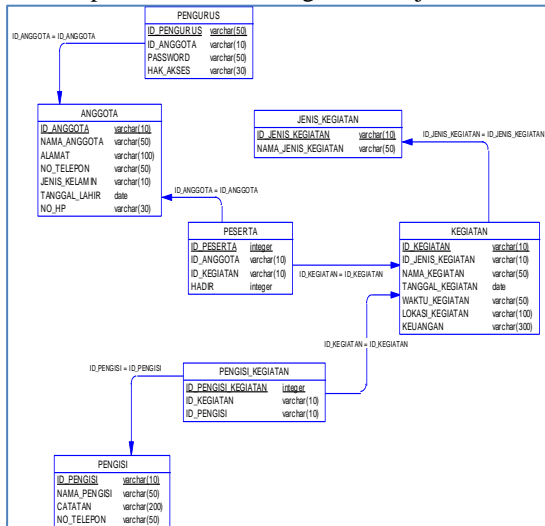 PENGURUS
ID_PENGURUS varchar(50)
ID_ANGGOTA varchar(10)
PASSWORD varchar(50)
HAK_AKSES varchar(30)
ID_ANGGOTA = ID_ANGGOTA
ANGGOTA
ID_ANGGOTA varchar(10)
NAMA_ANGGOTA varchar(50)
ALAMAT varchar(100)
NO_TELEPON varchar(50)
JENIS_KELAMIN varchar(10)
TANGGAL_LAHIR date
NO_HP varchar(30)
JENIS_KEGIATAN
ID_JENIS_KEGIATAN varchar(10)
NAMA_JENIS_KEGIATAN varchar(50)
ID_JENIS_KEGIATAN = ID_JENIS_KEGIATAN
ID_ANGGOTA = ID_ANGGOTA
PESERTA
ID_PESERTA integer
ID_ANGGOTA varchar(10)
ID_KEGIATAN varchar(10)
HADIR integer
ID_KEGIATAN = ID_KEGIATAN
KEGIATAN
ID_KEGIATAN varchar(10)
ID_JENIS_KEGIATAN varchar(10)
NAMA_KEGIATAN varchar(50)
TANGGAL_KEGIATAN date
WAKTU_KEGIATAN varchar(50)
LOKASI_KEGIATAN varchar(100)
KEUANGAN varchar(300)
ID_KEGIATAN = ID_KEGIATAN
ID_PENGISI = ID_PENGISI
PENGISI_KEGIATAN
ID_PENGISI_KEGIATAN integer
ID_KEGIATAN varchar(10)
ID_PENGISI varchar(10)
PENGISI
ID_PENGISI varchar(10)
NAMA_PENGISI varchar(50)
CATATAN varchar(200)
NO_TELEPON varchar(50)